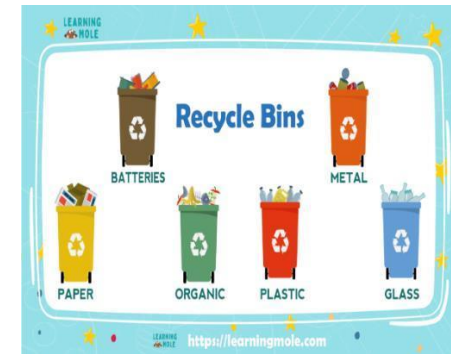 LEARNING
MOLE
Recycle Bins
BATTERIES
METAL
PAPER
ORGANIC
PLASTIC
GLASS
LEARNING
MOLE
https://learningmole.com